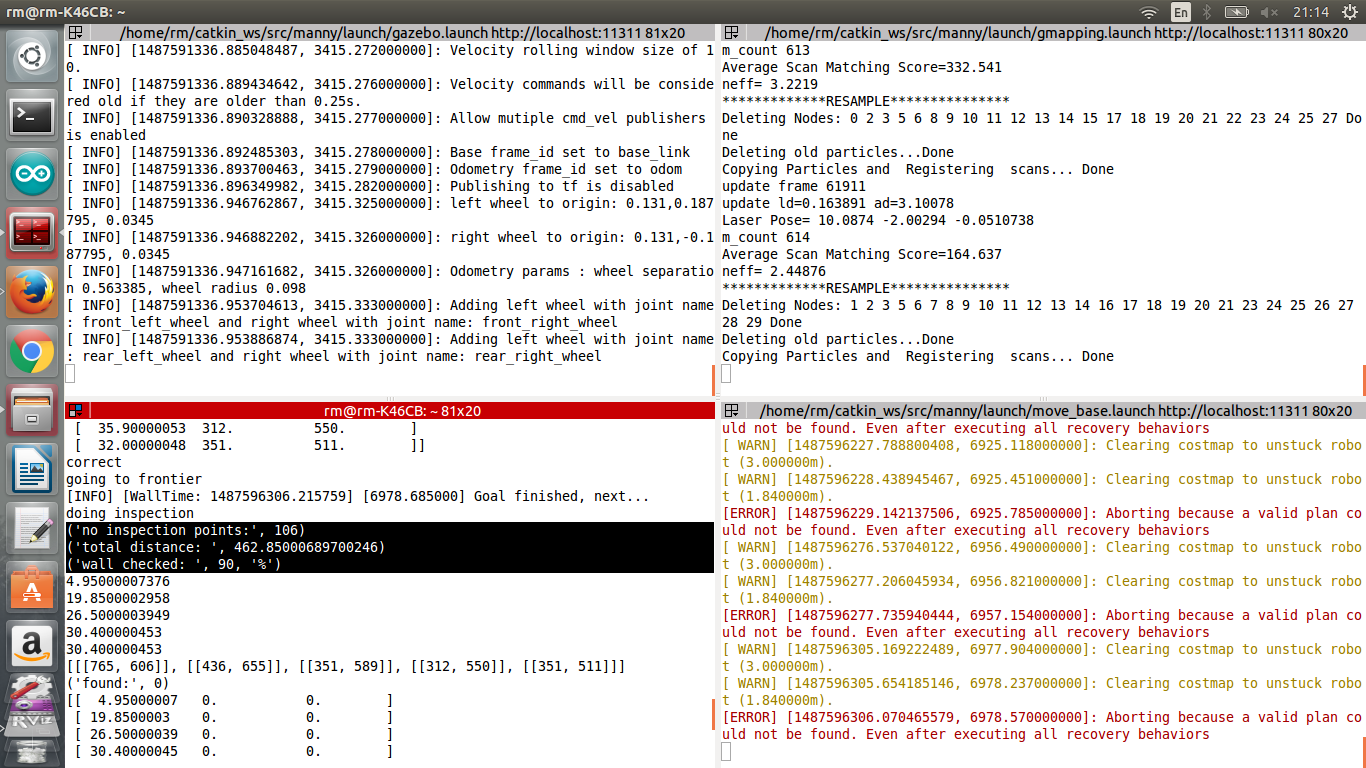 rm@rm-K46CB: ~
En
21:14
/home/rm/catkin_ws/src/manny/launch/gazebo.launch http://localhost:11311 81x20
[ INFO] [1487591336.885048487, 3415.272000000]: Velocity rolling window size of 1
0.
[ INFO] [1487591336.889434642, 3415.276000000]: Velocity commands will be conside
red old if they are older than 0.25s.
[ INFO] [1487591336.890328888, 3415.277000000]: Allow mutiple cmd_vel publishers
is enabled
[ INFO] [1487591336.892485303, 3415.278000000]: Base frame_id set to base_link
[ INFO] [1487591336.893700463, 3415.279000000]: Odometry frame_id set to odom
[ INFO] [1487591336.896349982, 3415.282000000]: Publishing to tf is disabled
[ INFO] [1487591336.946762867, 3415.325000000]: left wheel to origin: 0.131,0.187
795, 0.0345
[ INFO] [1487591336.946882202, 3415.326000000]: right wheel to origin: 0.131,-0.1
87795, 0.0345
[ INFO] [1487591336.947161682, 3415.326000000]: Odometry params : wheel separatio
n 0.563385, wheel radius 0.098
[ INFO] [1487591336.953704613, 3415.333000000]: Adding left wheel with joint name
: front_left_wheel and right wheel with joint name: front_right_wheel
[ INFO] [1487591336.953886874, 3415.333000000]: Adding left wheel with joint name
: rear_left_wheel and right wheel with joint name: rear_right_wheel
/home/rm/catkin_ws/src/manny/launch/gmapping.launch http://localhost:11311 80x20
m_count 613
Average Scan Matching Score=332.541
neff= 3.2219
*************RESAMPLE***************
Deleting Nodes: 0 2 3 5 6 8 9 10 11 12 13 14 15 17 18 19 20 21 22 23 24 25 27 Do
ne
Deleting old particles...Done
Copying Particles and  Registering  scans... Done
update frame 61911
update ld=0.163891 ad=3.10078
Laser Pose= 10.0874 -2.00294 -0.0510738
m_count 614
Average Scan Matching Score=164.637
neff= 2.44876
*************RESAMPLE***************
Deleting Nodes: 1 2 3 5 6 7 8 9 10 11 12 13 14 16 17 18 19 20 21 23 24 25 26 27
28 29 Done
Deleting old particles...Done
Copying Particles and  Registering  scans... Done
rm@rm-K46CB: ~ 81x20
[  35.90000053  312.         550.        ]
[  32.00000048  351.         511.        ]]
correct
going to frontier
[INFO] [WallTime: 1487596306.215759] [6978.685000] Goal finished, next...
doing inspection
('no inspection points:', 106)
('total distance: ', 462.85000689700246)
('wall checked: ', 90, '%')
4.95000007376
19.8500002958
26.5000003949
30.400000453
30.400000453
[[[765, 606]], [[436, 655]], [[351, 589]], [[312, 550]], [[351, 511]]]
('found:', 0)
[[  4.95000007   0.           0.        ]
[ 19.8500003    0.           0.        ]
[ 26.50000039   0.           0.        ]
[ 30.40000045   0.           0.        ]
/home/rm/catkin_ws/src/manny/launch/move_base.launch http://localhost:11311 80x20
uld not be found. Even after executing all recovery behaviors
[ WARN] [1487596227.788800408, 6925.118000000]: Clearing costmap to unstuck robo
t (3.000000m).
[ WARN] [1487596228.438945467, 6925.451000000]: Clearing costmap to unstuck robo
t (1.840000m).
[ERROR] [1487596229.142137506, 6925.785000000]: Aborting because a valid plan co
uld not be found. Even after executing all recovery behaviors
[ WARN] [1487596276.537040122, 6956.490000000]: Clearing costmap to unstuck robo
t (3.000000m).
[ WARN] [1487596277.206045934, 6956.821000000]: Clearing costmap to unstuck robo
t (1.840000m).
[ERROR] [1487596277.735940444, 6957.154000000]: Aborting because a valid plan co
uld not be found. Even after executing all recovery behaviors
[ WARN] [1487596305.169222489, 6977.904000000]: Clearing costmap to unstuck robo
t (3.000000m).
[ WARN] [1487596305.654185146, 6978.237000000]: Clearing costmap to unstuck robo
t (1.840000m).
[ERROR] [1487596306.070465579, 6978.570000000]: Aborting because a valid plan co
uld not be found. Even after executing all recovery behaviors
RViz